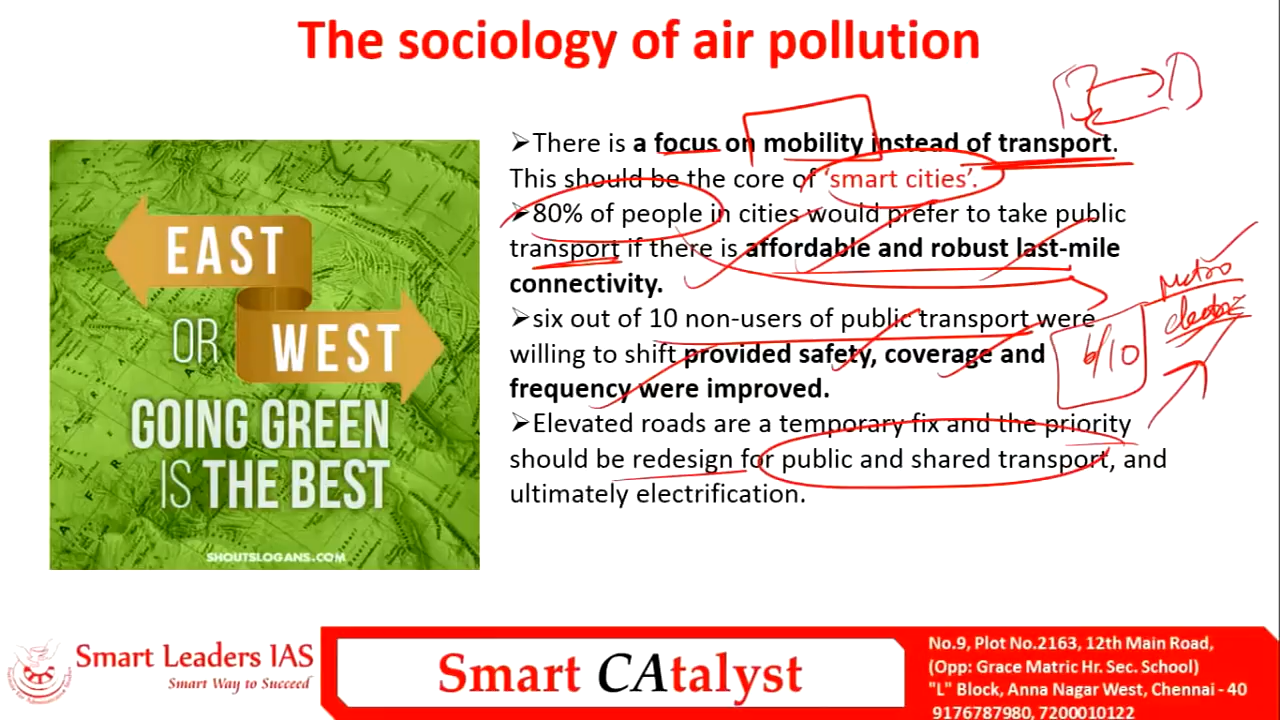 The sociology of air pollution
➢There is a focus on mobility instead of transport.
This should be the core of ‘smart cities’.
➢80% of people in cities would prefer to take public
transport if there is affordable and robust last-mile
connectivity.
➢six out of 10 non-users of public transport were
willing to shift provided safety, coverage and
frequency were improved.
➢Elevated roads are a temporary fix and the priority
should be redesign for public and shared transport, and
ultimately electrification.
Metro
6/10
EAST
OR
WEST
GOING GREEN
IS THE BEST
SHOUTSLOGANS.COM
Smart Leaders IAS
Smart Way to Succeed
Smart CAtalyst
No.9, Plot No.2163, 12th Main Road,
(Opp: Grace Matric Hr. Sec. School)
"L" Block, Anna Nagar West, Chennai - 40
9176787980, 7200010122